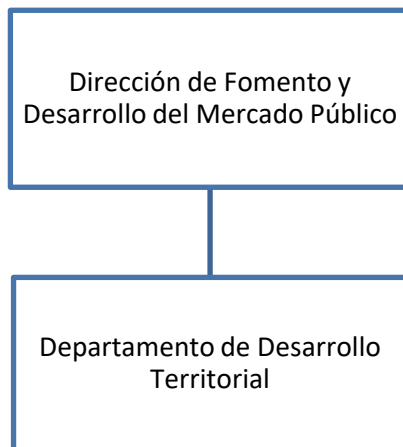 Dirección de Fomento y
Desarrollo del Mercado Público
Departamento de Desarrollo
Territorial